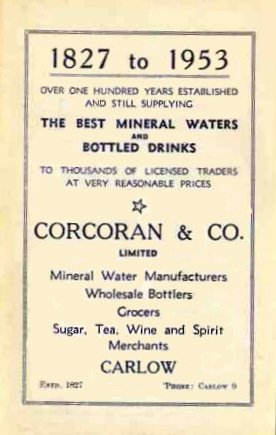 1827 to 1953
OVER ONE HUNDRED YEARS ESTABLISHED
AND STILL SUPPLYING
THE BEST MINERAL WATERS
AND
BOTTLED DRINKS
TO THOUSANDS OF LICENSED TRADERS
AT VERY REASONABLE PRICES
CORCORAN & CO.
LIMITED
Mineral Water Manufacturers
Wholesale Bottlers
Grocers
Sugar, Tea, Wine and Spirit
Merchants
CARLOW
ESTD. 1827 'PHONE: CARLOW 9